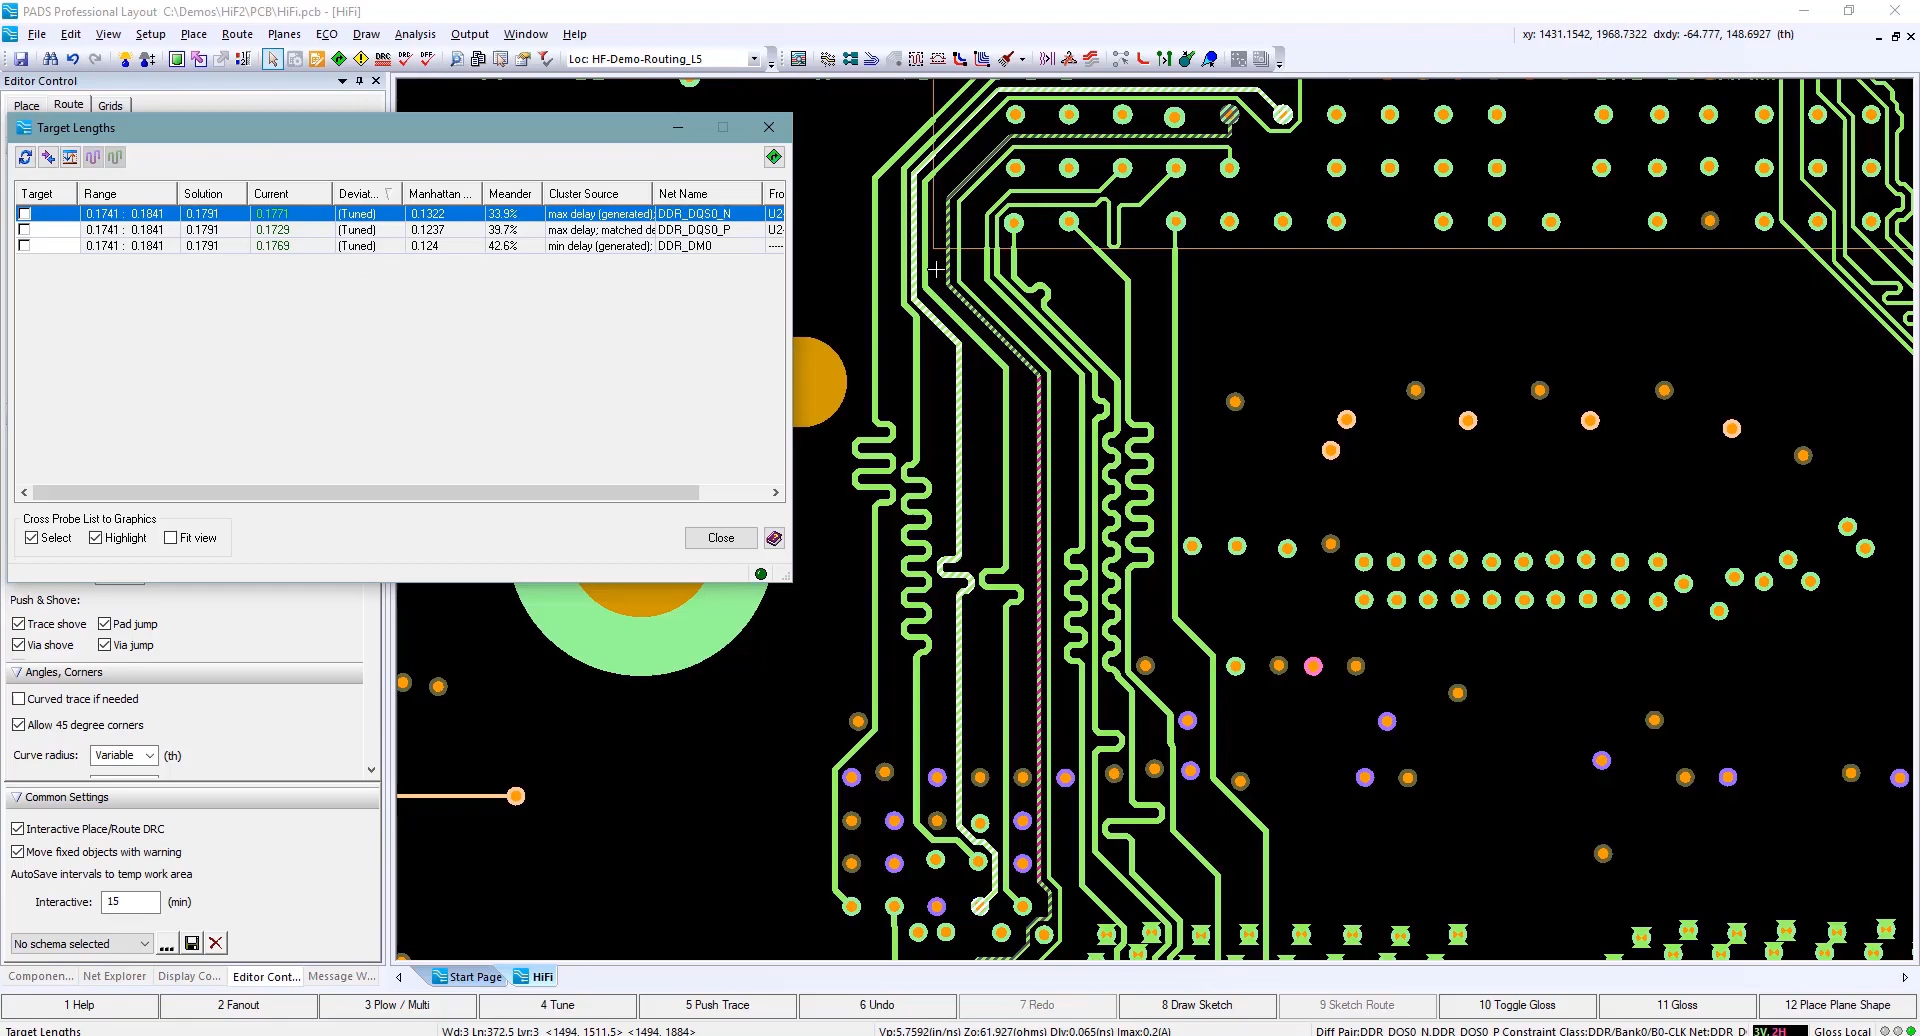 PADS Professional Layout C:\Demos\HiF2\PCB\HiFi.pcb - [HiFi]
File Edit View Setup Place Route Planes ECO Draw Analysis Output Window Help
xy: 1431.1542, 1968.7322 dxdy: -64.777, 148.6927 (th)
Loc: HF-Demo-Routing_L5
Editor Control
Place Route Grids
Target Lengths
Target Range Solution Current Deviat... Manhattan ... Meander Cluster Source Net Name Fro
0.1741 : 0.1841 0.1791 0.1771 (Tuned) 0.1322 33.9% max delay (generated); DDR_DQS0_N U2-
0.1741 : 0.1841 0.1791 0.1729 (Tuned) 0.1237 39.7% max delay; matched de DDR_DQS0_P U2-
0.1741 : 0.1841 0.1791 0.1769 (Tuned) 0.124 42.6% min delay (generated); DDR_DM0 -----
Cross Probe List to Graphics
Select Highlight Fit view
Close
Push & Shove:
Trace shove Pad jump
Via shove Via jump
Angles, Corners
Curved trace if needed
Allow 45 degree corners
Curve radius: Variable (th)
Common Settings
Interactive Place/Route DRC
Move fixed objects with warning
AutoSave intervals to temp work area
Interactive: 15 (min)
No schema selected ...
Componen... Net Explorer Display Co... Editor Cont... Message W...
Start Page HiFi
1 Help 2 Fanout 3 Plow / Multi 4 Tune 5 Push Trace 6 Undo 7 Redo 8 Draw Sketch 9 Sketch Route 10 Toggle Gloss 11 Gloss 12 Place Plane Shape
Target Lengths Wd:3 Ln:372.5 Lyr:3 <1494, 1511.5> <1494, 1884> Vp:5.7592(in/ns) Zo:61.927(ohms) Dly:0.065(ns) Imax:0.2(A) Diff Pair:DDR_DQS0_N,DDR_DQS0_P Constraint Class:DDR/Bank0/B0-CLK Net:DDR_D 3V, 2H Gloss Local